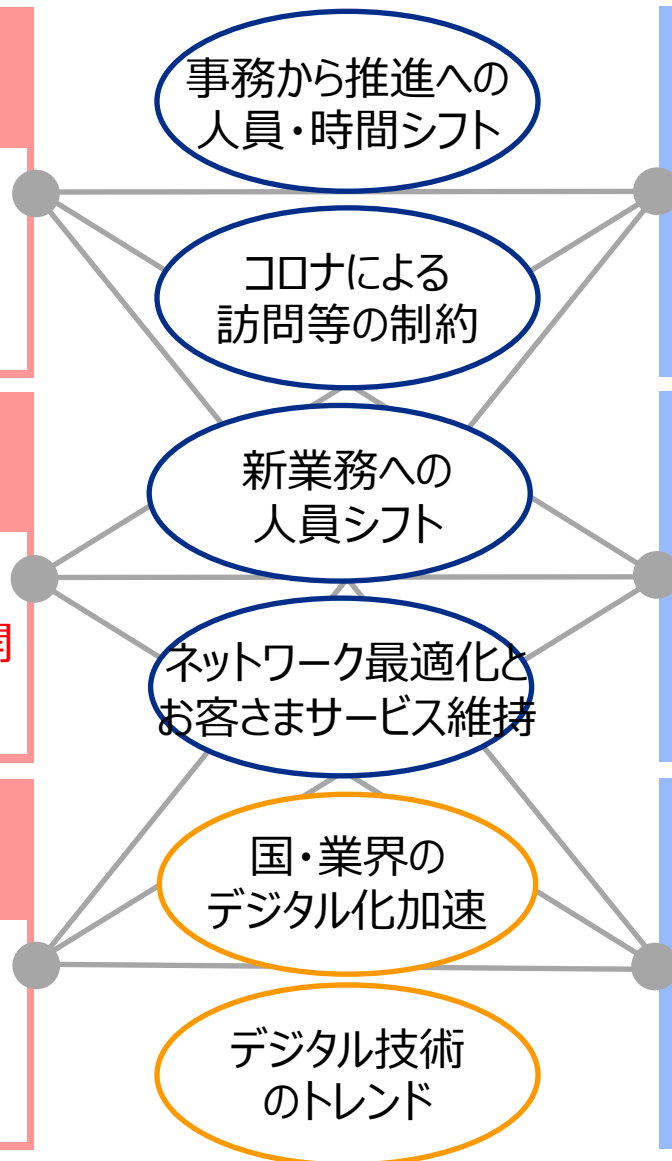 事務から推進への
人員・時間シフト
コロナによる
訪問等の制約
新業務への
人員シフト
ネットワーク最適化と
お客さまサービス維持
国・業界の
デジタル化加速
デジタル技術
のトレンド